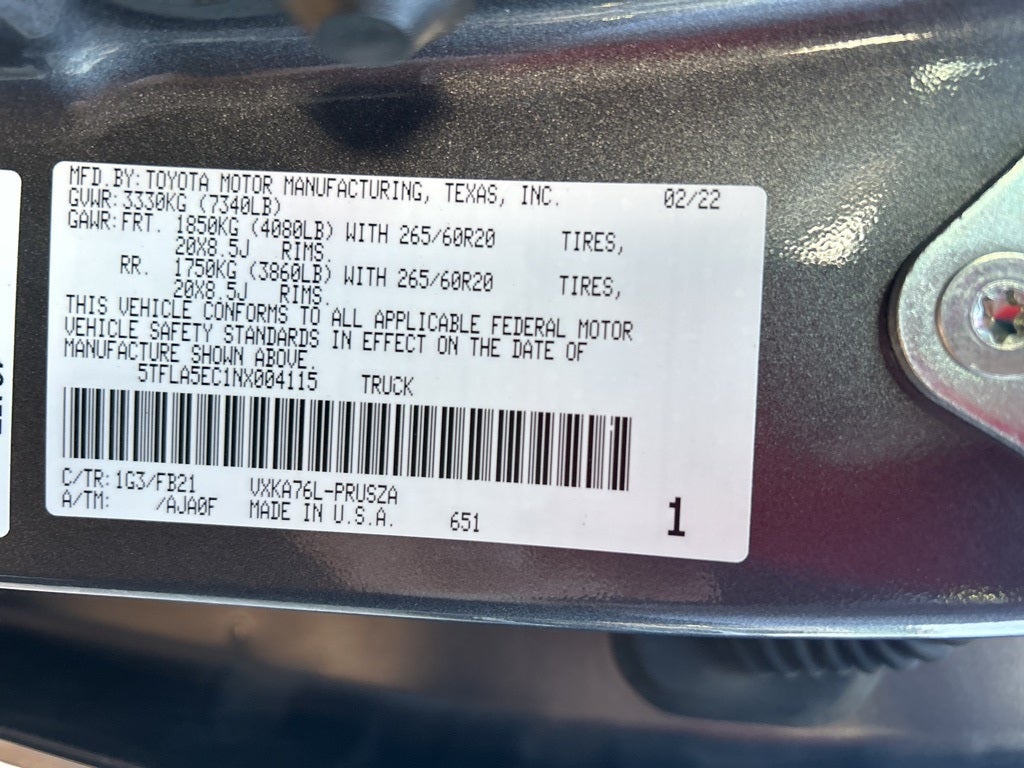 MFD.BY: TOYOTA MOTOR MANUFACTURING, TEXAS, INC. 02/22
GVWR: 3330KG (7340LB)
GAWR: FRT. 1850KG (4080LB) WITH 265/60R20 TIRES,
20X8.5J RIMS.
RR. 1750KG (3860LB) WITH 265/60R20 TIRES,
20X8.5J RIMS.
THIS VEHICLE CONFORMS TO ALL APPLICABLE FEDERAL MOTOR
VEHICLE SAFETY STANDARDS IN EFFECT ON THE DATE OF
MANUFACTURE SHOWN ABOVE.
5TFLA5EC1NX004115 TRUCK
C/TR: 1G3/FB21 VXKA76L-PRUSZA
A/TM: /AJA0F MADE IN U.S.A. 651 1